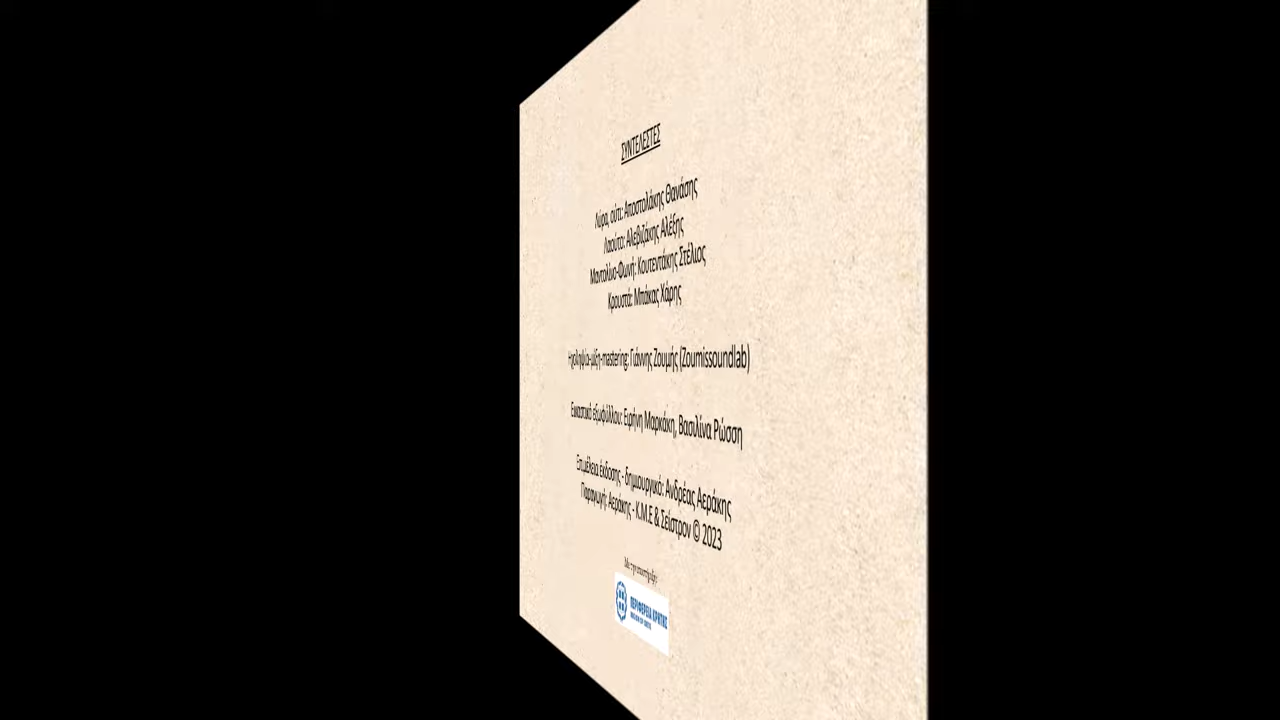 ΣΥΝΤΕΛΕΣΤΕΣ
Λύρα, ούτι: Αποστολάκης Θανάσης
Λαούτο: Αλεβιζάκης Αλέξης
Μαντολίνο-Φωνή: Κουτεντάκης Στέλιος
Κρουστά: Μπάκας Χάρης
Ηχοληψία-μίξη-mastering: Γιάννης Ζουμής (Zoumissoundlab)
Εικαστικό εξωφύλλου: Ειρήνη Μαρκάκη, Βασιλίνα Ρώσση
Επιμέλεια έκδοσης - δημιουργικό: Ανδρέας Αεράκης
Παραγωγή: Αεράκης - Κ.Μ.Ε & Σείστρον © 2023
Με την υποστήριξη:
ΠΕΡΙΦΕΡΕΙΑ ΚΡΗΤΗΣ